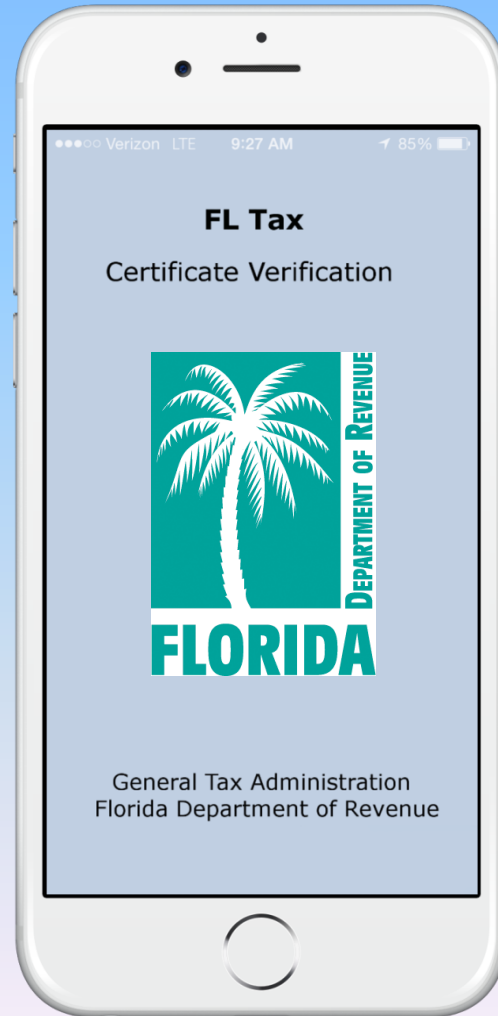 Verizon LTE 9:27 AM 85%
FL Tax
Certificate Verification
DEPARTMENT OF REVENUE
FLORIDA
General Tax Administration
Florida Department of Revenue